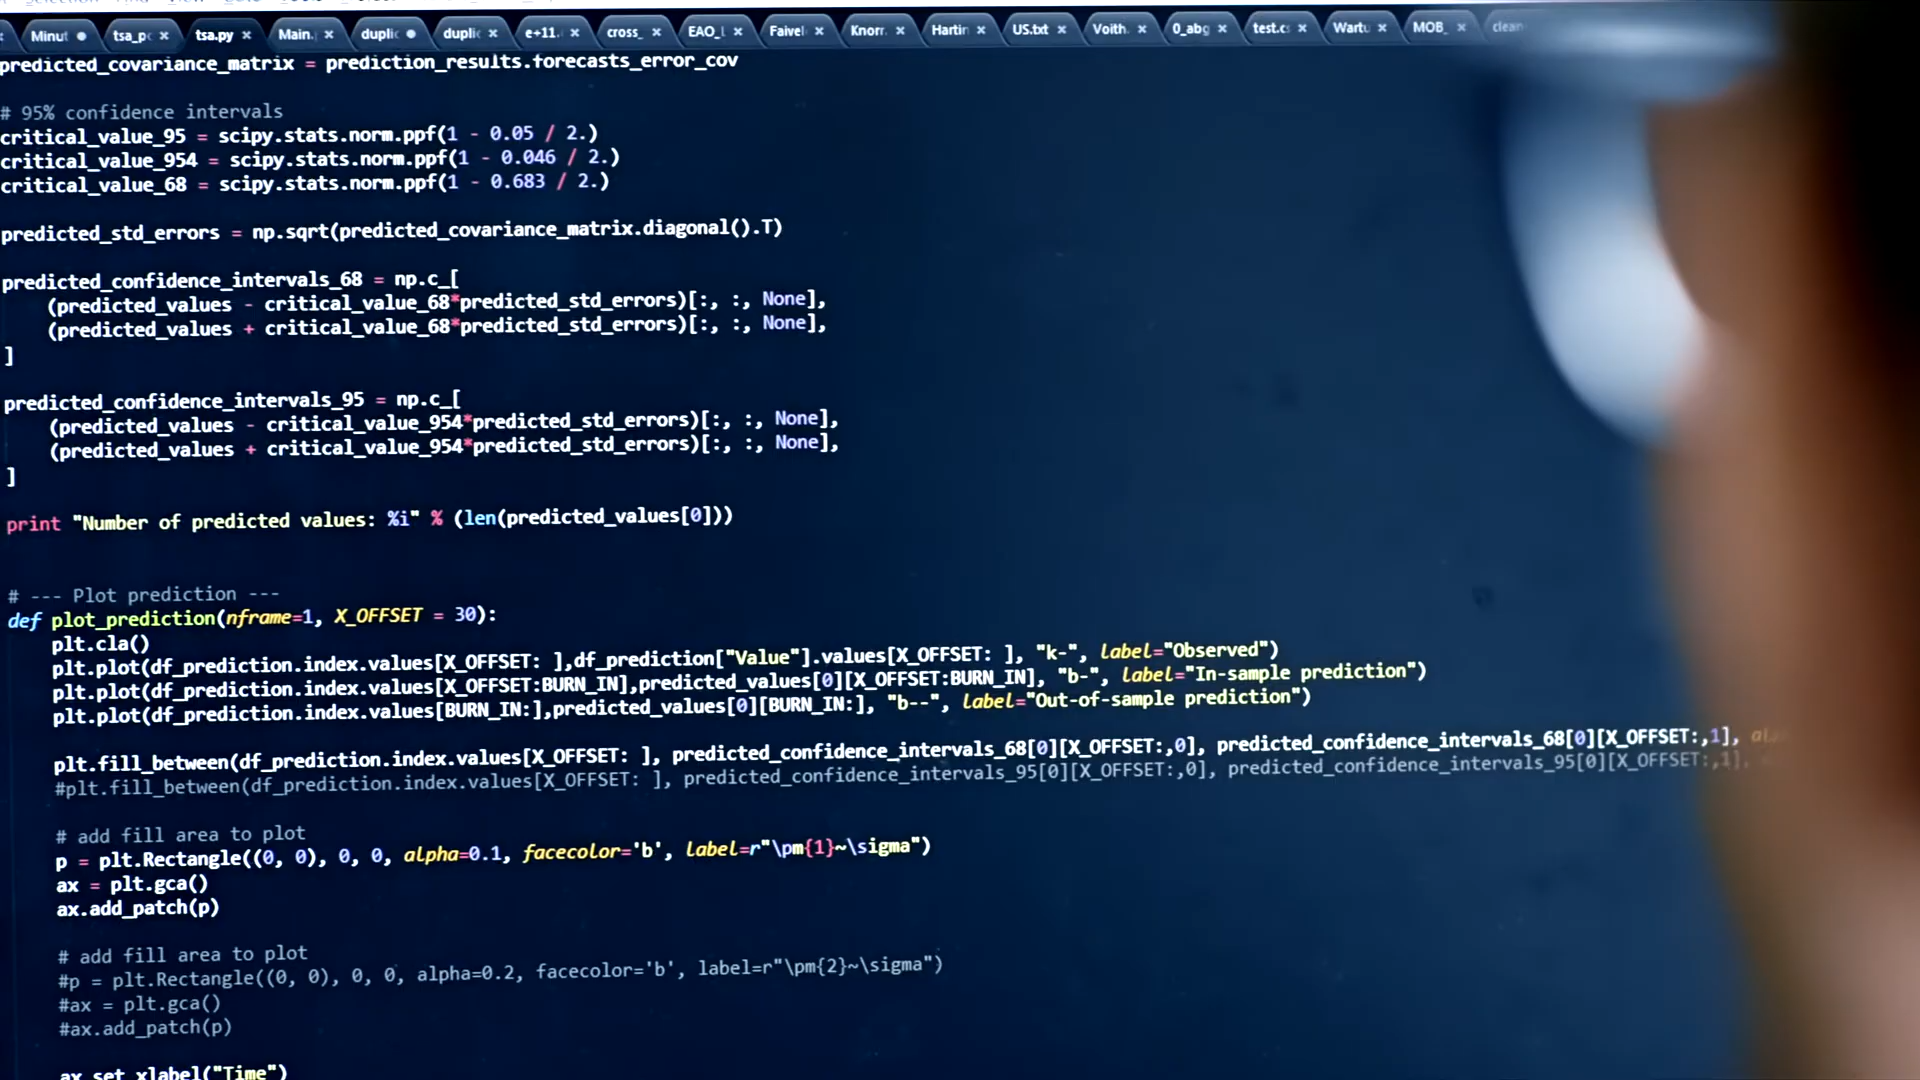 Minut tsa_pc tsa.py Main. duplic duplic e+11. cross_ EAO_L Faivel Knorr. Hartin US.txt Voith. 0_abg test.c Wartu MOB_ clean
predicted_covariance_matrix = prediction_results.forecasts_error_cov
# 95% confidence intervals
critical_value_95 = scipy.stats.norm.ppf(1 - 0.05 / 2.)
critical_value_954 = scipy.stats.norm.ppf(1 - 0.046 / 2.)
critical_value_68 = scipy.stats.norm.ppf(1 - 0.683 / 2.)
predicted_std_errors = np.sqrt(predicted_covariance_matrix.diagonal().T)
predicted_confidence_intervals_68 = np.c_[
(predicted_values - critical_value_68*predicted_std_errors)[:, :, None],
(predicted_values + critical_value_68*predicted_std_errors)[:, :, None],
]
predicted_confidence_intervals_95 = np.c_[
(predicted_values - critical_value_954*predicted_std_errors)[:, :, None],
(predicted_values + critical_value_954*predicted_std_errors)[:, :, None],
]
print "Number of predicted values: %i" % (len(predicted_values[0]))
# --- Plot prediction ---
def plot_prediction(nframe=1, X_OFFSET = 30):
plt.cla()
plt.plot(df_prediction.index.values[X_OFFSET: ],df_prediction["Value"].values[X_OFFSET: ], "k-", label="Observed")
plt.plot(df_prediction.index.values[X_OFFSET:BURN_IN],predicted_values[0][X_OFFSET:BURN_IN], "b-", label="In-sample prediction")
plt.plot(df_prediction.index.values[BURN_IN:],predicted_values[0][BURN_IN:], "b--", label="Out-of-sample prediction")
plt.fill_between(df_prediction.index.values[X_OFFSET: ], predicted_confidence_intervals_68[0][X_OFFSET:,0], predicted_confidence_intervals_68[0][X_OFFSET:,1],
#plt.fill_between(df_prediction.index.values[X_OFFSET: ], predicted_confidence_intervals_95[0][X_OFFSET:,0], predicted_confidence_intervals_95[0][X_OFFSET:,1],
# add fill area to plot
p = plt.Rectangle((0, 0), 0, 0, alpha=0.1, facecolor='b', label=r"\pm{1}~\sigma")
ax = plt.gca()
ax.add_patch(p)
# add fill area to plot
#p = plt.Rectangle((0, 0), 0, 0, alpha=0.2, facecolor='b', label=r"\pm{2}~\sigma")
#ax = plt.gca()
#ax.add_patch(p)
ax.set_xlabel("Time")